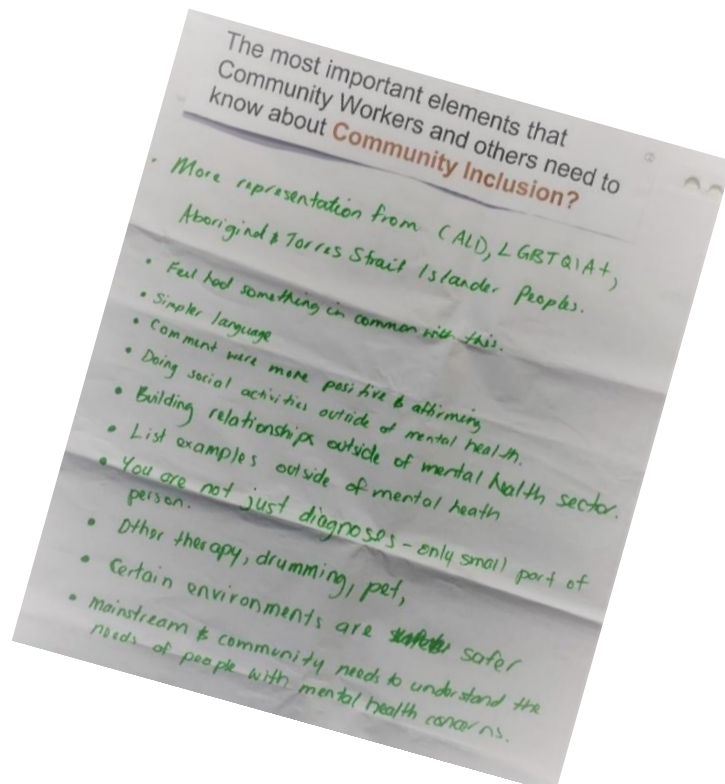 The most important elements that
Community Workers and others need to
know about Community Inclusion?
• More representation from CALD, LGBTQIA+,
Aboriginal & Torres Strait Islander Peoples.
• Feel had something in common with this.
• Simpler language
• Comment were more positive & affirming
• Doing social activities outside of mental health.
• Building relationships outside of mental health sector.
• List examples outside of mental heath
• You are not just diagnoses - only small part of
person.
• Other therapy, drumming, pet,
• Certain environments are safer
• mainstream & community needs to understand the
needs of people with mental health concerns.